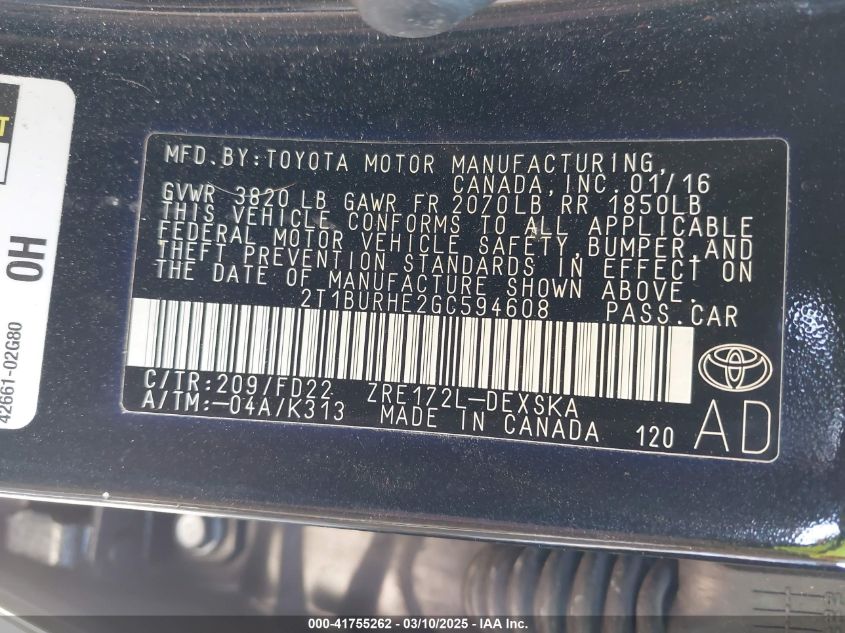 MFD.BY:TOYOTA MOTOR MANUFACTURING,
CANADA,INC.01/16
GVWR 3820 LB GAWR FR 2070LB RR 1850LB
THIS VEHICLE CONFORMS TO ALL APPLICABLE
FEDERAL MOTOR VEHICLE SAFETY,BUMPER,AND
THEFT PREVENTION STANDARDS IN EFFECT ON
THE DATE OF MANUFACTURE SHOWN ABOVE.
2T1BURHE2GC594608 PASS.CAR
C/TR:209/FD22 ZRE172L-DEXSKA
A/TM:-04A/K313 MADE IN CANADA 120
AD
0H
42661-02G80
000-41755262 - 03/10/2025 - IAA Inc.